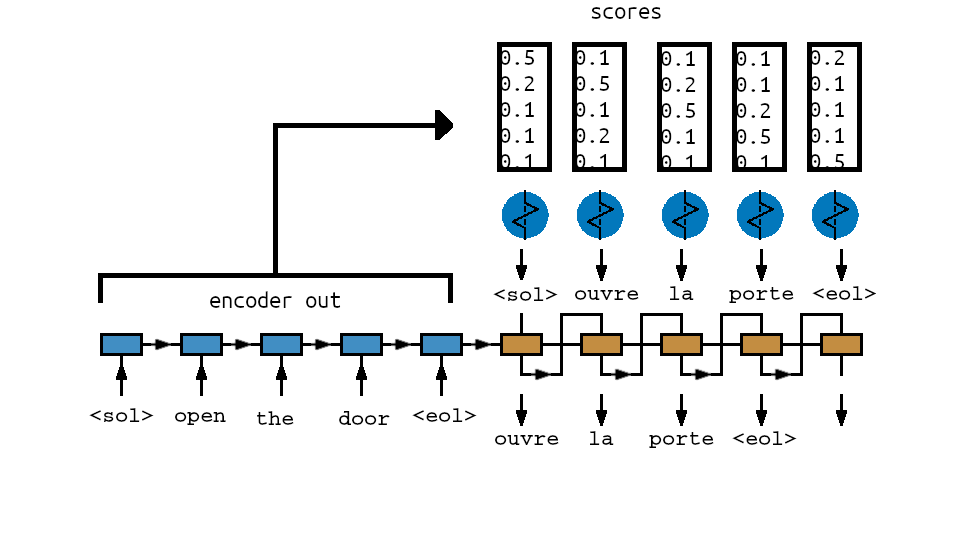 scores
0.5 0.1 0.1 0.1 0.2
0.2 0.5 0.2 0.1 0.1
0.1 0.1 0.5 0.2 0.1
0.1 0.2 0.1 0.5 0.1
0.1 0.1 0.1 0.1 0.5
<sol> ouvre la porte <eol>
encoder out
<sol> open the door <eol>
ouvre la porte <eol>